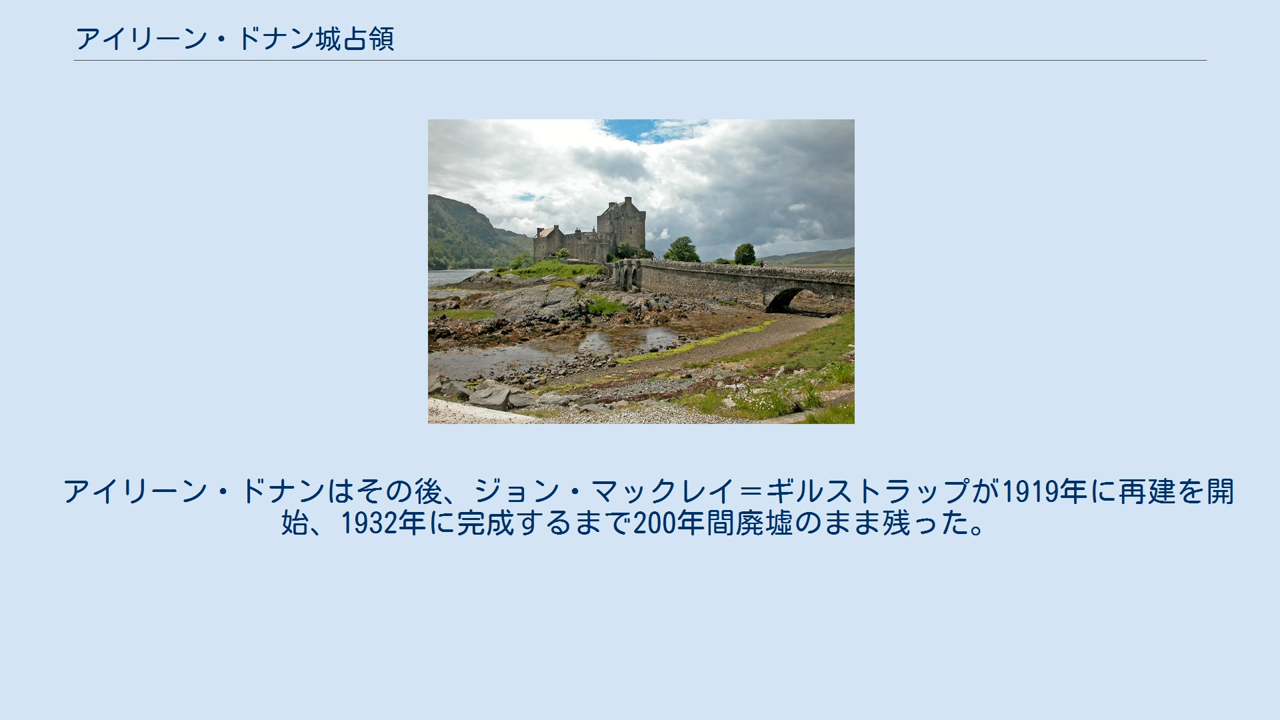 アイリーン・ドナン城占領
アイリーン・ドナンはその後、ジョン・マックレイ＝ギルストラップが1919年に再建を開
始、1932年に完成するまで200年間廃墟のまま残った。